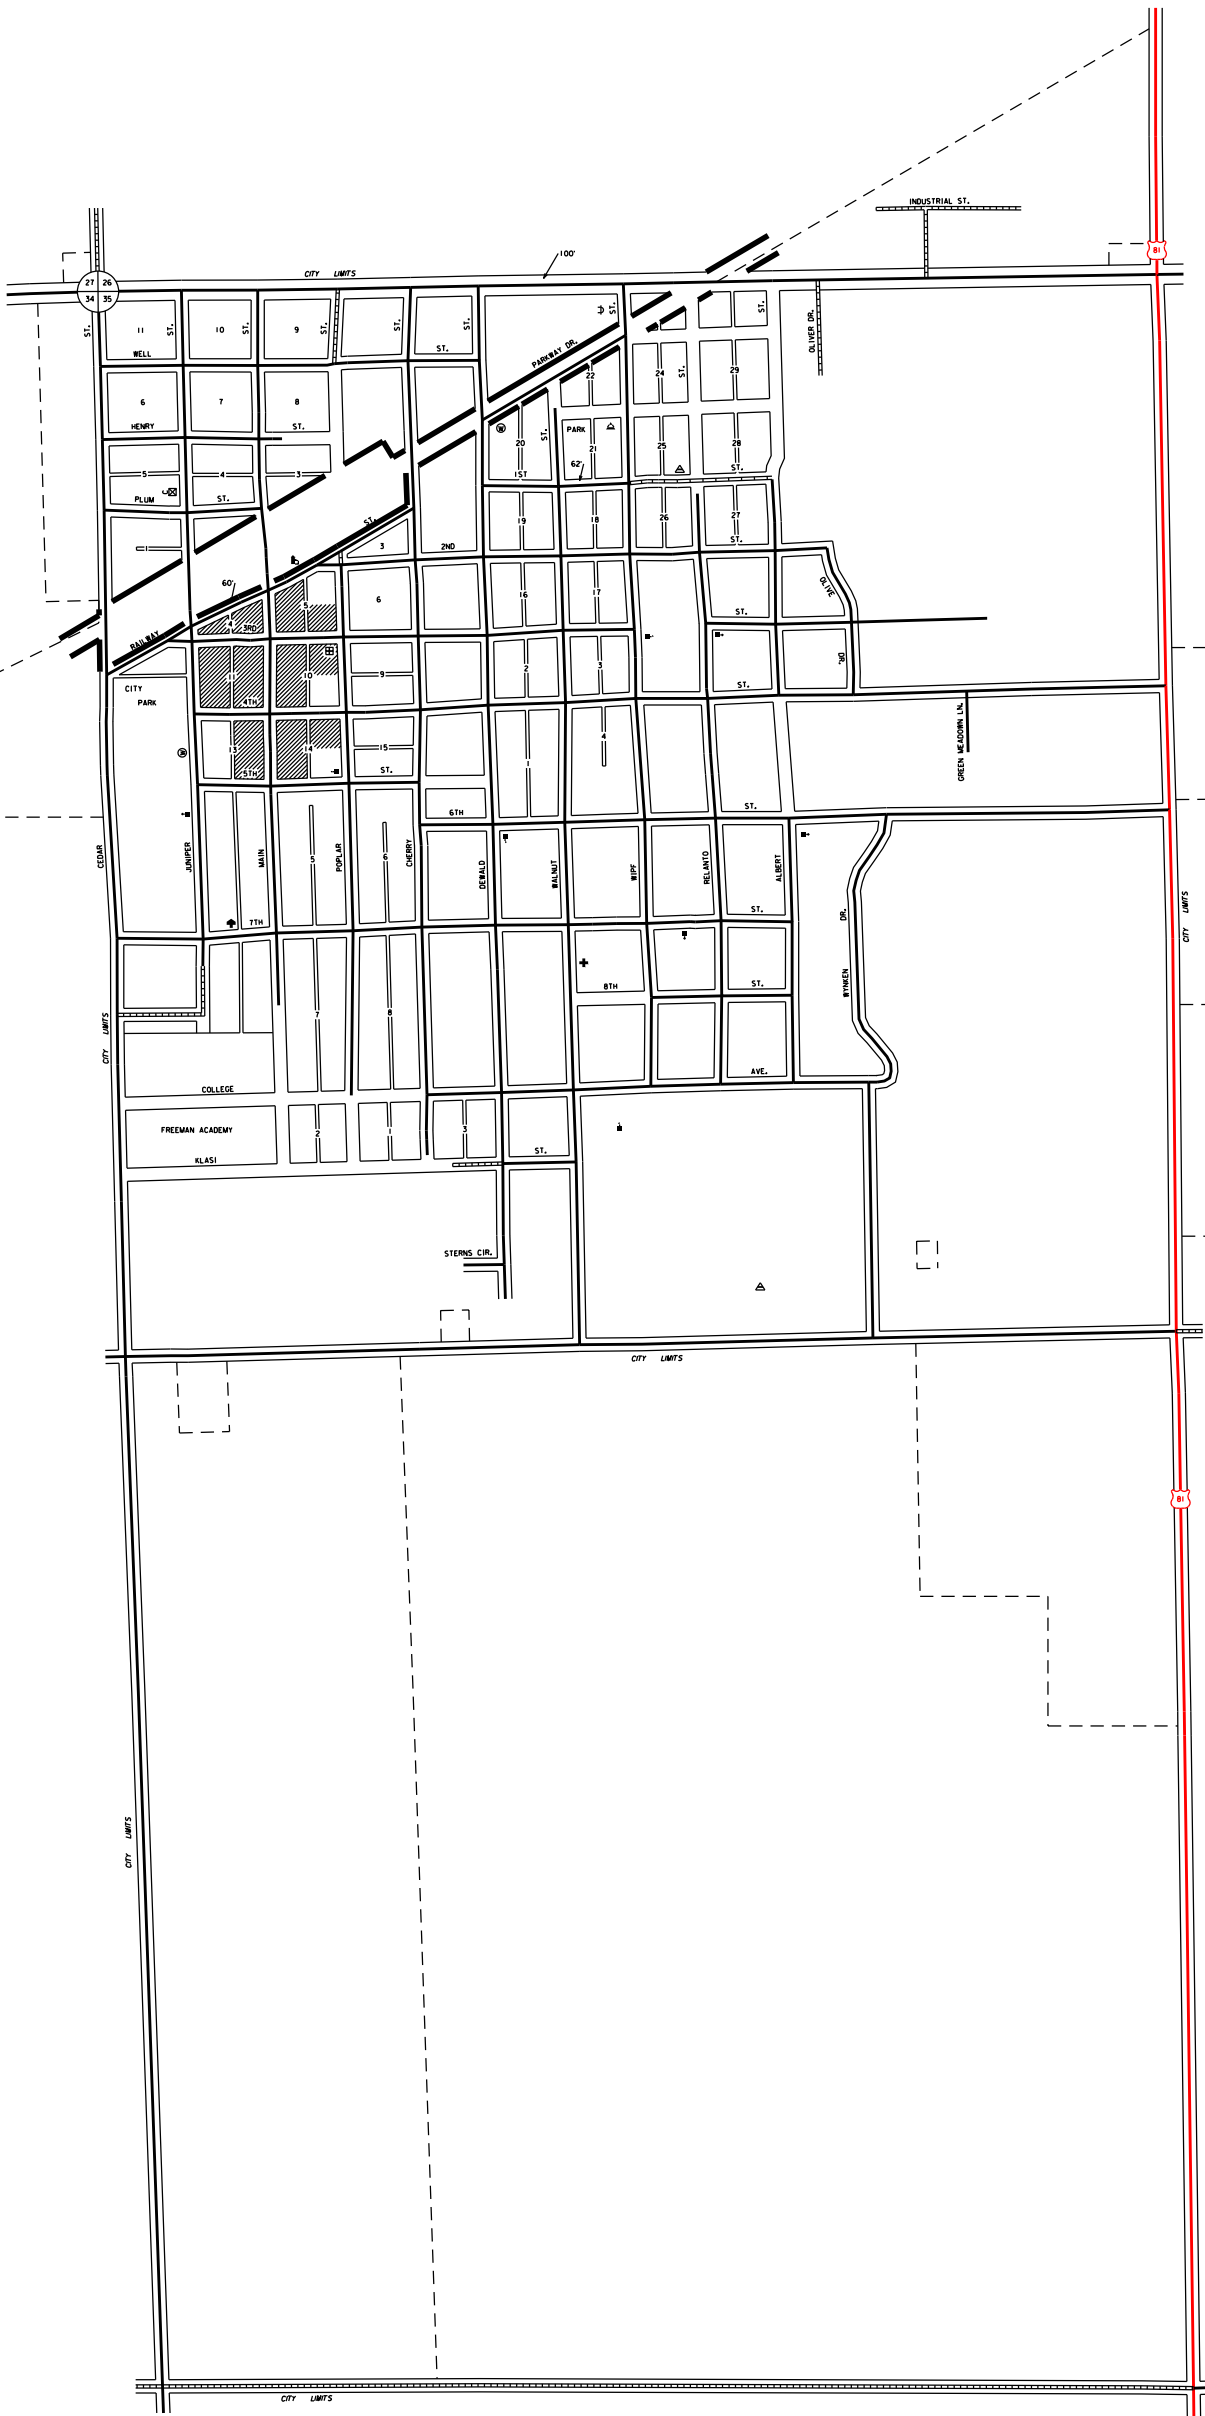 INDUSTRIAL ST.
81
100'
CITY LIMITS
27 26
34 35
ST.
11
ST.
10
ST.
9
ST.
ST.
ST.
ST.
ST.
OLIVER DR.
WELL
ST.
PARKWAY DR.
6
7
8
22
24
ST.
29
HENRY
ST.
20
ST.
PARK
21
25
28
5
4
3
1ST
62'
ST.
PLUM
ST.
19
18
26
27
1
ST.
3
2ND
ST.
60'
5
6
16
17
OLIVE
DR.
4
3RD
ST.
RAILWAY
11
10
9
2
3
ST.
CITY
PARK
4TH
13
14
15
1
4
GREEN MEADOWN LN.
5TH
ST.
6TH
ST.
CEDAR
JUNIPER
MAIN
5
POPLAR
6
CHERRY
DEWALD
WALNUT
WIPF
RELANTO
ALBERT
7TH
ST.
DR.
CITY LIMITS
8TH
ST.
WYNKEN
CITY LIMITS
7
8
COLLEGE
AVE.
FREEMAN ACADEMY
2
1
3
KLASI
ST.
STERNS CIR.
CITY LIMITS
81
CITY LIMITS
CITY LIMITS